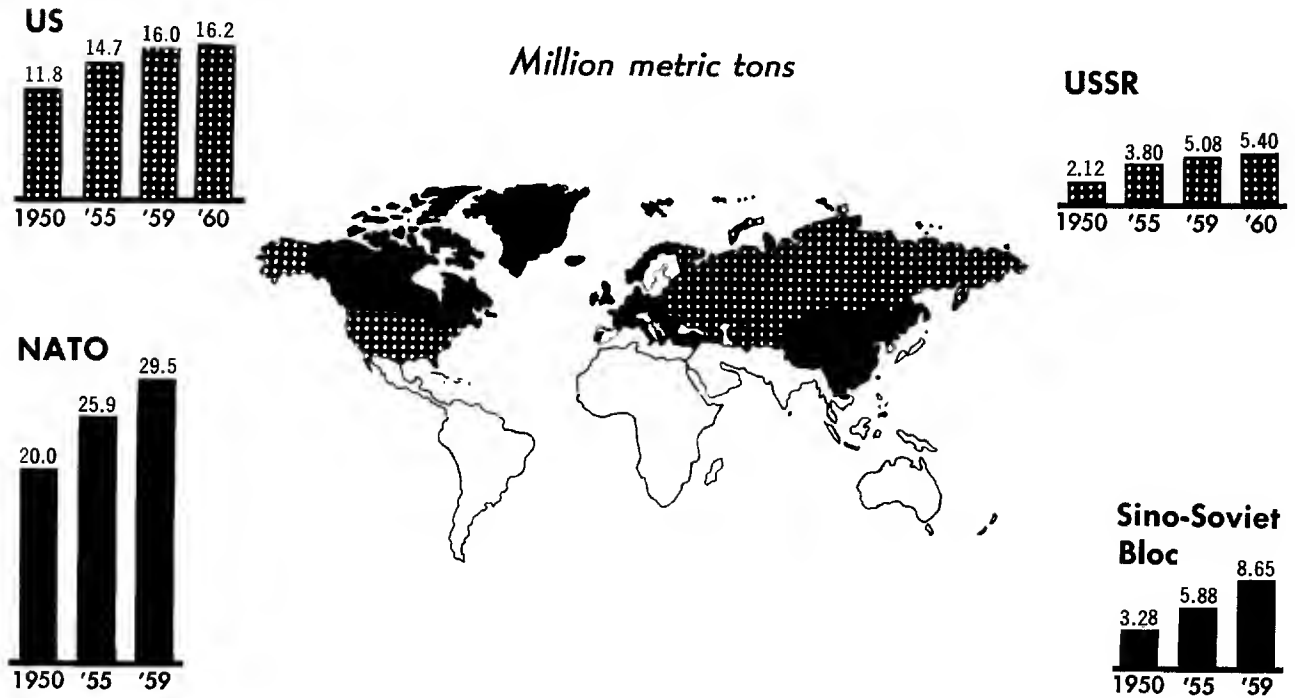 US
11.8 14.7 16.0 16.2
1950 '55 '59 '60
Million metric tons
USSR
2.12 3.80 5.08 5.40
1950 '55 '59 '60
NATO
20.0 25.9 29.5
1950 '55 '59
Sino-Soviet
Bloc
3.28 5.88 8.65
1950 '55 '59